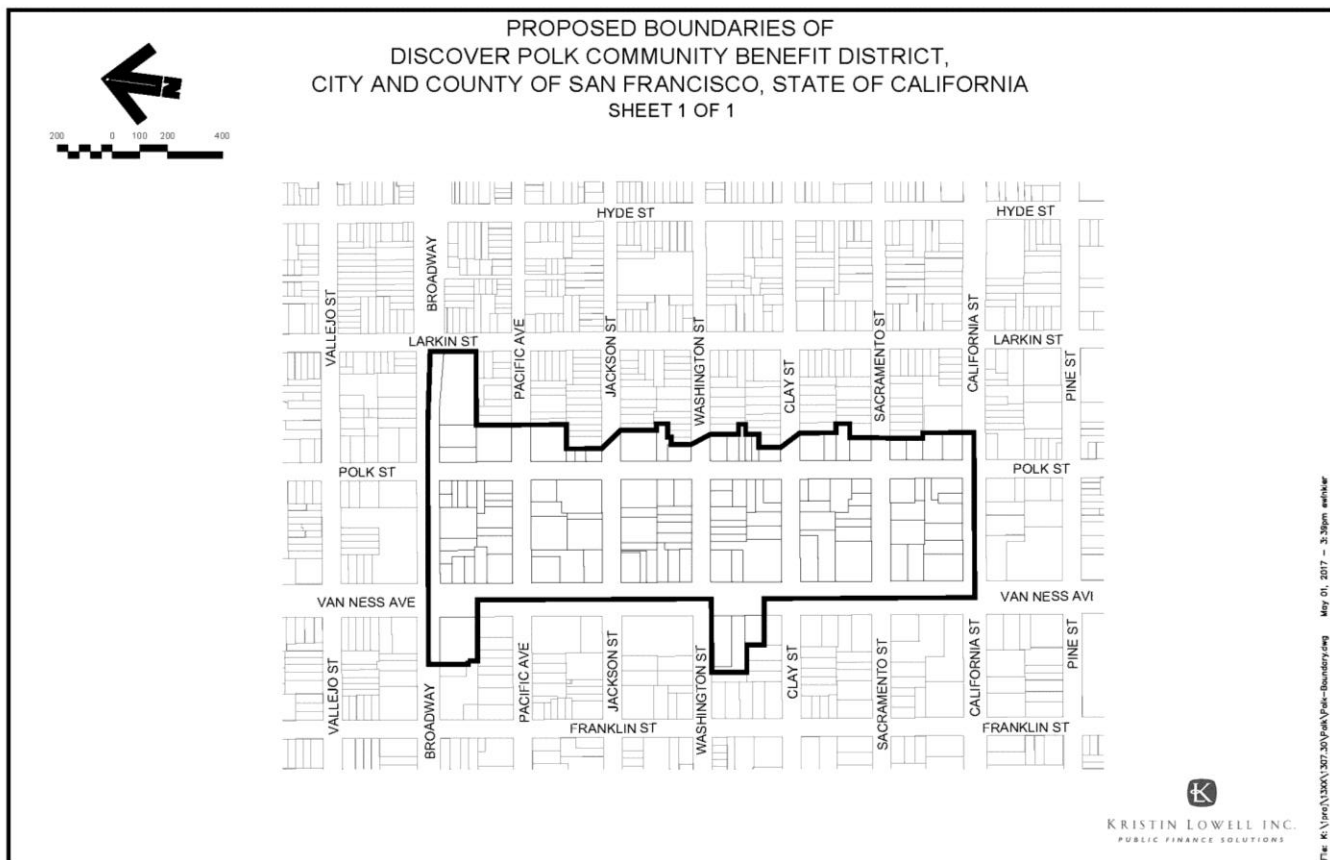 PROPOSED BOUNDARIES OF
DISCOVER POLK COMMUNITY BENEFIT DISTRICT,
CITY AND COUNTY OF SAN FRANCISCO, STATE OF CALIFORNIA
SHEET 1 OF 1
N
200 0 100 200 400
HYDE ST
HYDE ST
VALLEJO ST
BROADWAY
LARKIN ST
PACIFIC AVE
JACKSON ST
WASHINGTON ST
CLAY ST
SACRAMENTO ST
CALIFORNIA ST
LARKIN ST
PINE ST
POLK ST
POLK ST
VAN NESS AVE
VAN NESS AVI
VALLEJO ST
BROADWAY
PACIFIC AVE
JACKSON ST
FRANKLIN ST
WASHINGTON ST
CLAY ST
SACRAMENTO ST
CALIFORNIA ST
FRANKLIN ST
PINE ST
KRISTIN LOWELL INC.
PUBLIC FINANCE SOLUTIONS
May 01, 2017 - 3:39pm